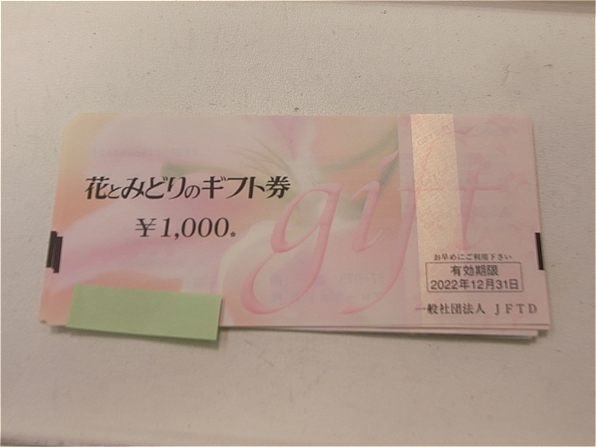 花とみどりのギフト券
￥1,000※
gift
お早めにご利用下さい
有効期限
2022年12月31日
一般社団法人 JFTD